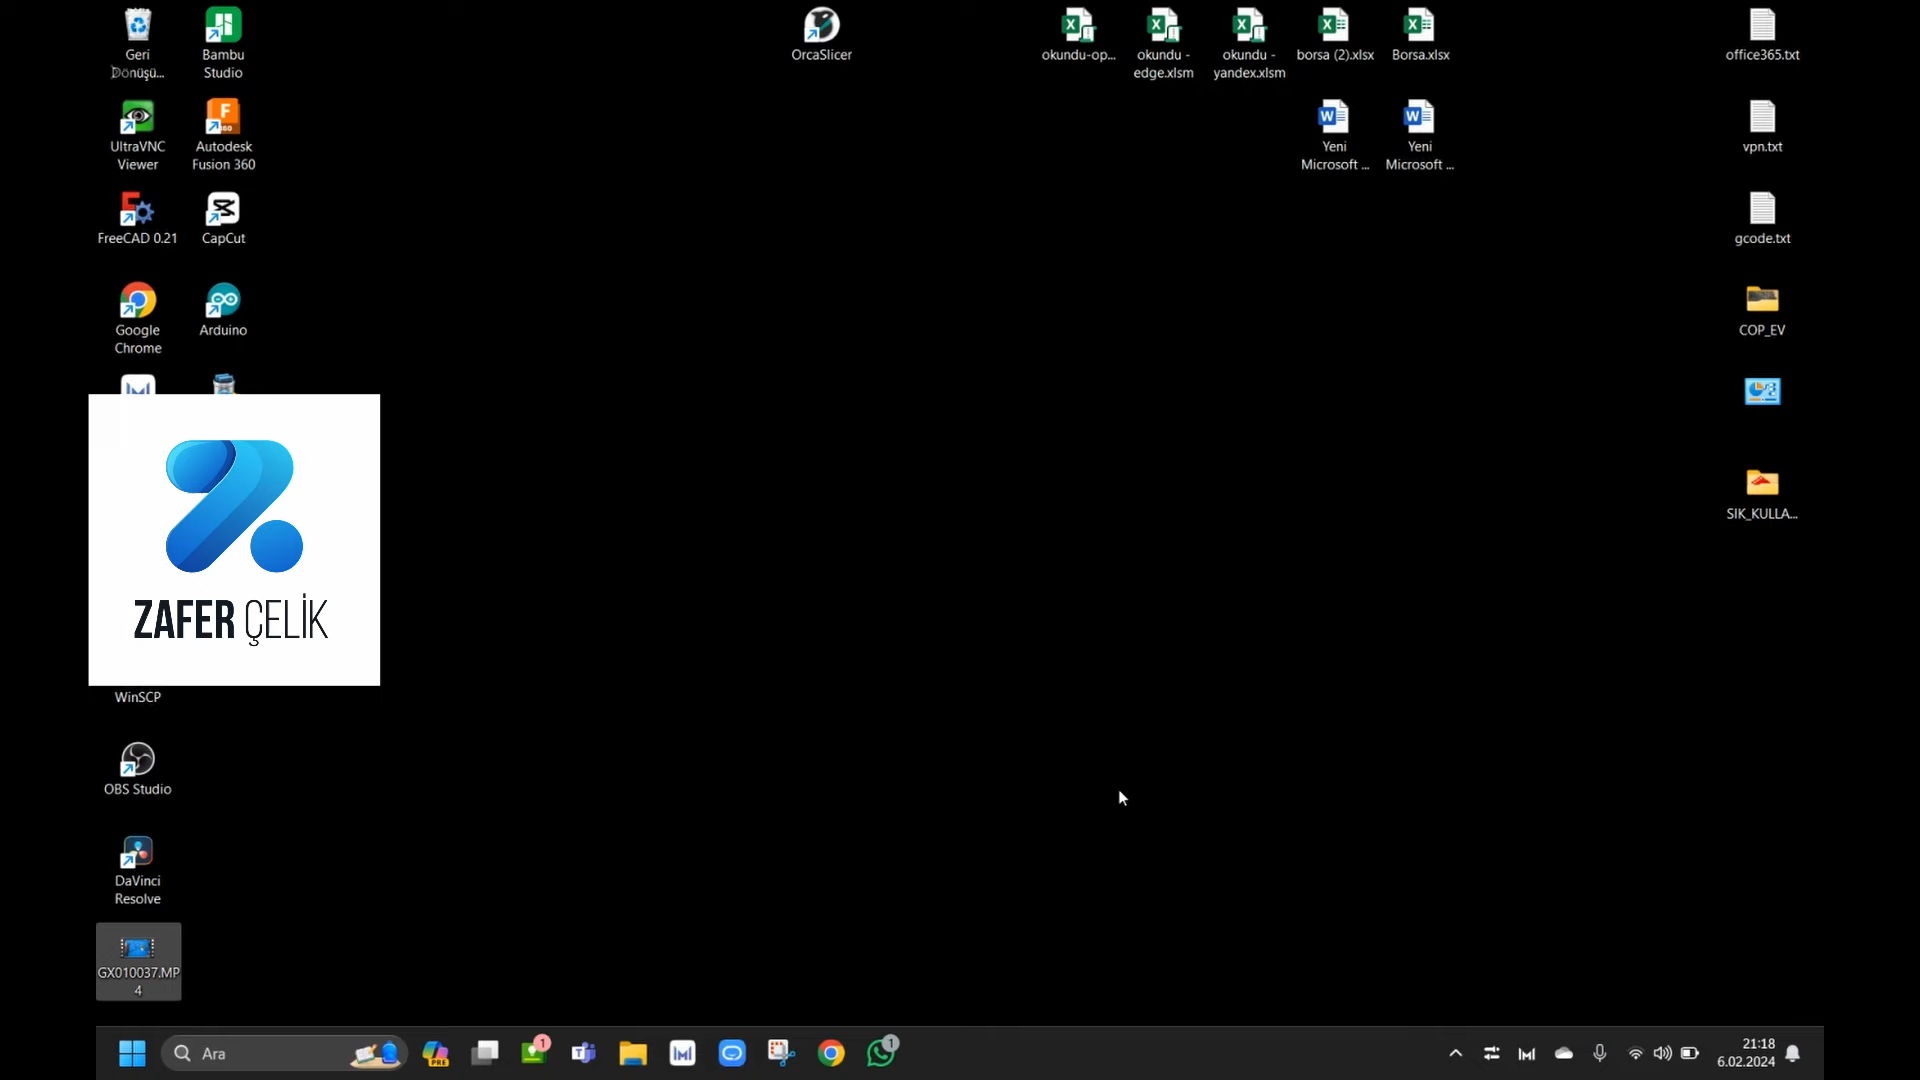 Geri
Dönüşü...
Bambu
Studio
OrcaSlicer
okundu-op...
okundu -
edge.xlsm
okundu -
yandex.xlsm
borsa (2).xlsx
Borsa.xlsx
office365.txt
UltraVNC
Viewer
Autodesk
Fusion 360
Yeni
Microsoft ...
Yeni
Microsoft ...
vpn.txt
FreeCAD 0.21
CapCut
gcode.txt
Google
Chrome
Arduino
COP_EV
SIK_KULLA...
ZAFER ÇELİK
WinSCP
OBS Studio
DaVinci
Resolve
GX010037.MP
4
Ara
PRE
1
1
21:18
6.02.2024